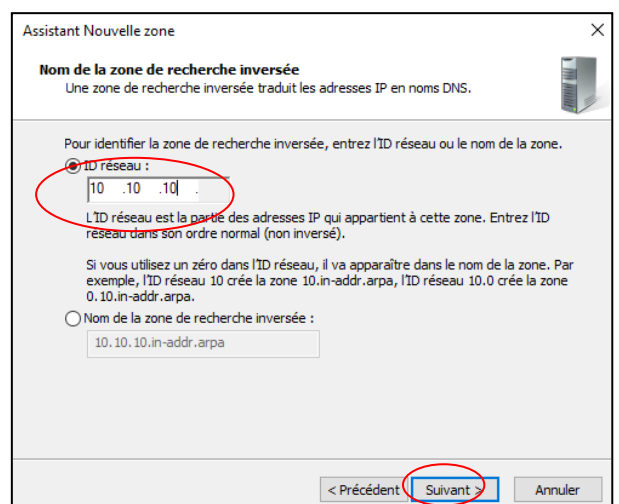 Assistant Nouvelle zone
Nom de la zone de recherche inversée
Une zone de recherche inversée traduit les adresses IP en noms DNS.
Pour identifier la zone de recherche inversée, entrez l'ID réseau ou le nom de la zone.
ID réseau :
10 .10 .10 .
L'ID réseau est la partie des adresses IP qui appartient à cette zone. Entrez l'ID
réseau dans son ordre normal (non inversé).
Si vous utilisez un zéro dans l'ID réseau, il va apparaître dans le nom de la zone. Par
exemple, l'ID réseau 10 crée la zone 10.in-addr.arpa, l'ID réseau 10.0 crée la zone
0.10.in-addr.arpa.
Nom de la zone de recherche inversée :
10.10.10.in-addr.arpa
< Précédent Suivant > Annuler